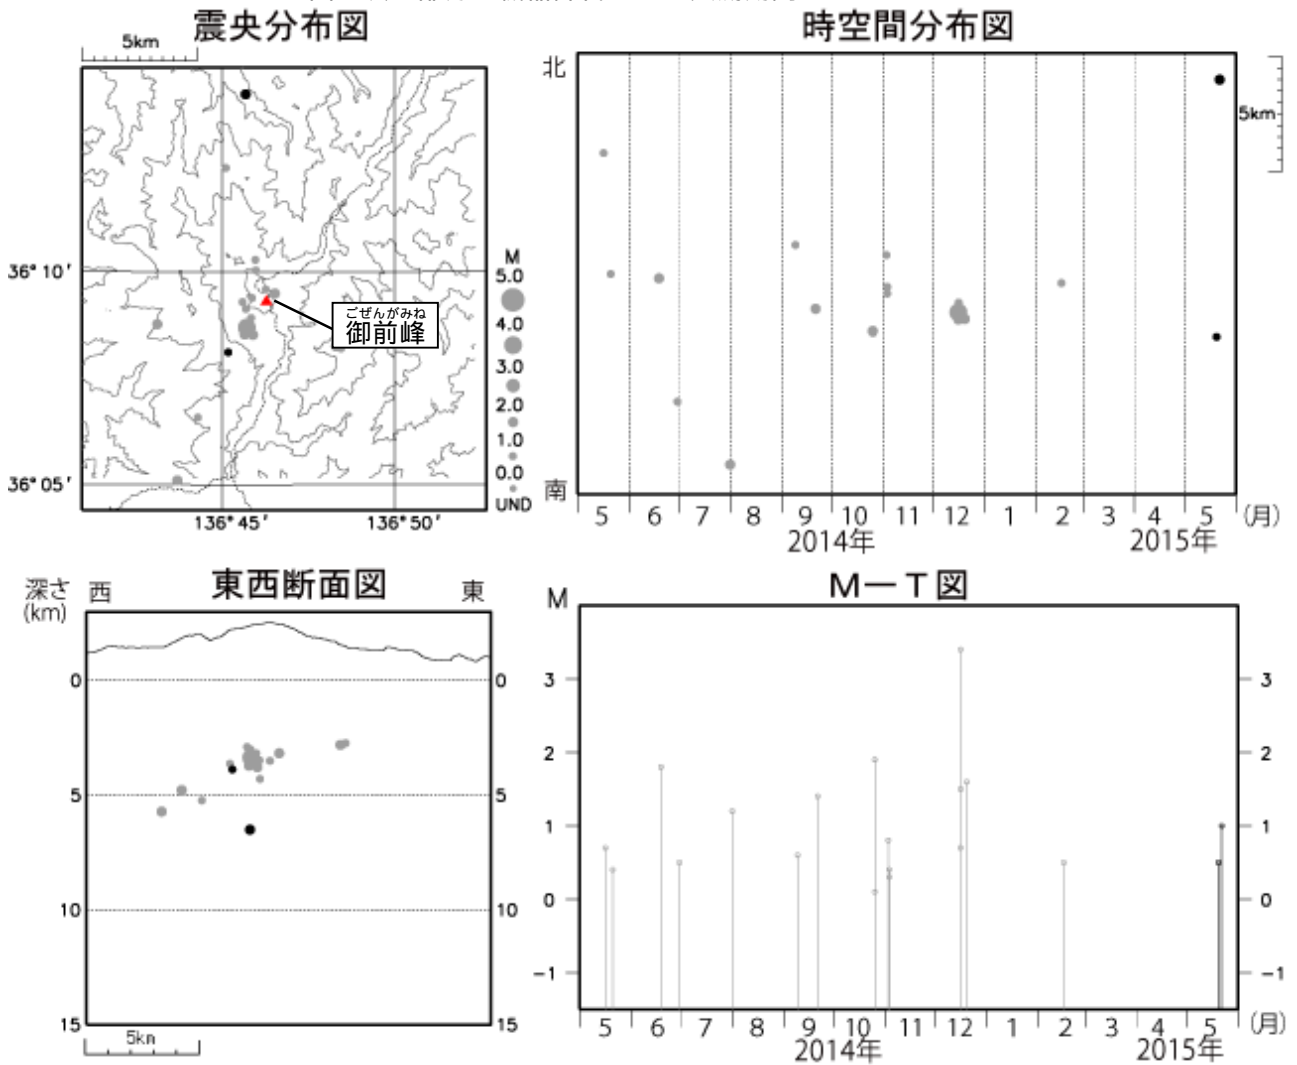 震央分布図
5km
36°10′
36°05′
136°45′
136°50′
ごぜんがみね
御前峰
M
5.0
4.0
3.0
2.0
1.0
0.0
UND
時空間分布図
北
南
5km
5 6 7 8 9 10 11 12 1 2 3 4 5 (月)
2014年 2015年
東西断面図
深さ
(km)
西
東
0 0
5 5
10 10
15 15
5km
M－T図
M
3 3
2 2
1 1
0 0
−1 −1
5 6 7 8 9 10 11 12 1 2 3 4 5 (月)
2014年 2015年